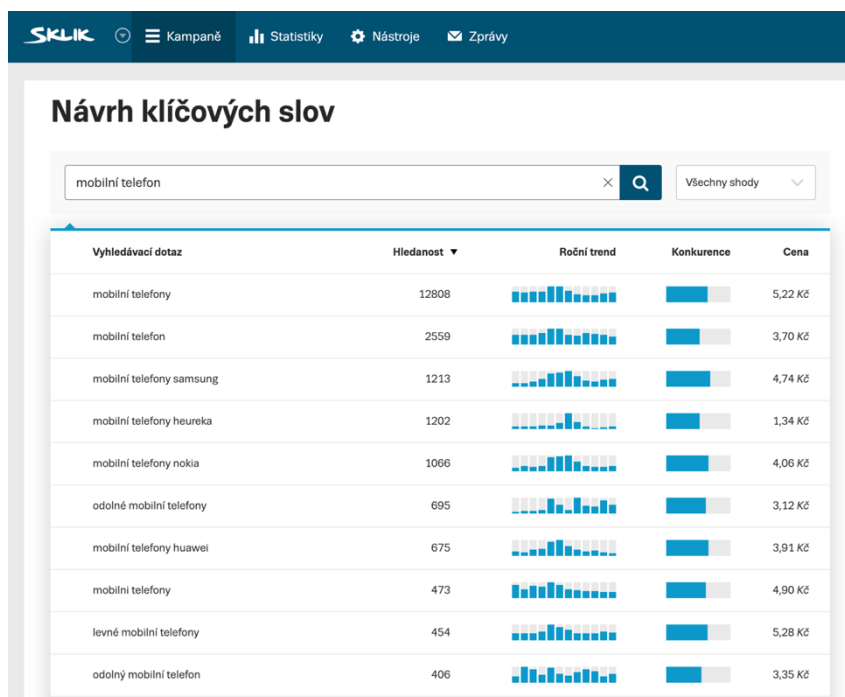 SKLIK Kampaně Statistiky Nástroje Zprávy
Návrh klíčových slov
mobilní telefon Všechny shody
Vyhledávací dotaz Hledanost ▼ Roční trend Konkurence Cena
mobilní telefony 12808 5,22 Kč
mobilní telefon 2559 3,70 Kč
mobilní telefony samsung 1213 4,74 Kč
mobilní telefony heureka 1202 1,34 Kč
mobilní telefony nokia 1066 4,06 Kč
odolné mobilní telefony 695 3,12 Kč
mobilní telefony huawei 675 3,91 Kč
mobilni telefony 473 4,90 Kč
levné mobilní telefony 454 5,28 Kč
odolný mobilní telefon 406 3,35 Kč